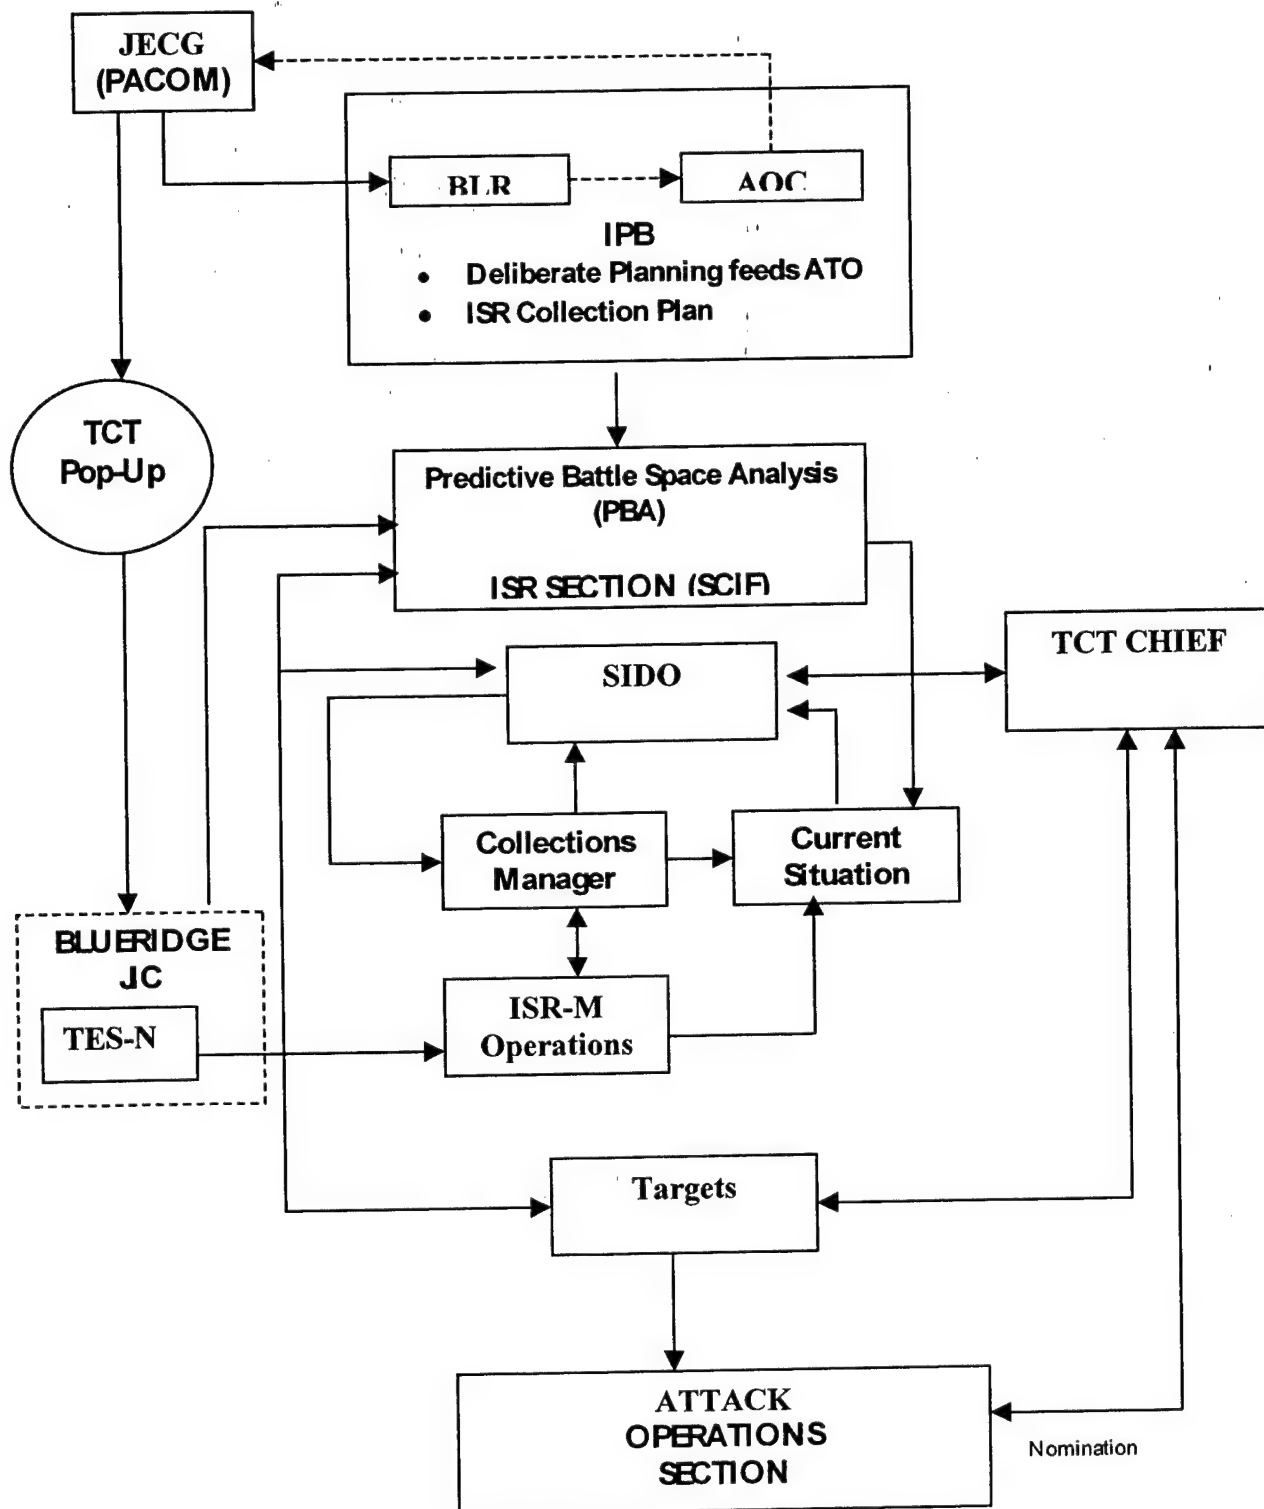 JECG
(PACOM)
BLR
AOC
IPB
• Deliberate Planning feeds ATO
• ISR Collection Plan
TCT
Pop-Up
Predictive Battle Space Analysis
(PBA)
ISR SECTION (SCIF)
TCT CHIEF
SIDO
Collections
Manager
Current
Situation
BLUERIDGE
JIC
TES-N
ISR-M
Operations
Targets
ATTACK
OPERATIONS
SECTION
Nomination